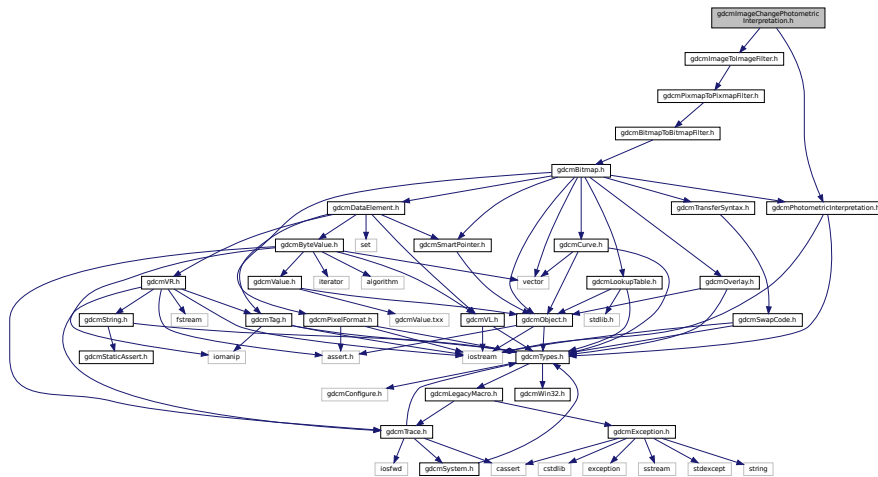 gdcmImageChangePhotometric
Interpretation.h
gdcmImageToImageFilter.h
gdcmPixmapToPixmapFilter.h
gdcmBitmapToBitmapFilter.h
gdcmBitmap.h
gdcmDataElement.h
gdcmTransferSyntax.h
gdcmPhotometricInterpretation.h
gdcmByteValue.h
set
gdcmSmartPointer.h
gdcmCurve.h
gdcmVR.h
gdcmValue.h
iterator
algorithm
vector
gdcmLookupTable.h
gdcmOverlay.h
gdcmString.h
fstream
gdcmTag.h
gdcmPixelFormat.h
gdcmValue.txx
gdcmVL.h
gdcmObject.h
stdlib.h
gdcmSwapCode.h
gdcmStaticAssert.h
iomanip
assert.h
iostream
gdcmTypes.h
gdcmConfigure.h
gdcmLegacyMacro.h
gdcmWin32.h
gdcmTrace.h
gdcmException.h
iosfwd
gdcmSystem.h
cassert
cstdlib
exception
sstream
stdexcept
string